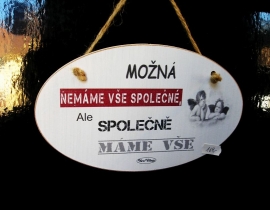 MOŽNÁ
NEMÁME VŠE SPOLEČNÉ,
Ale
SPOLEČNĚ
MÁME VŠE